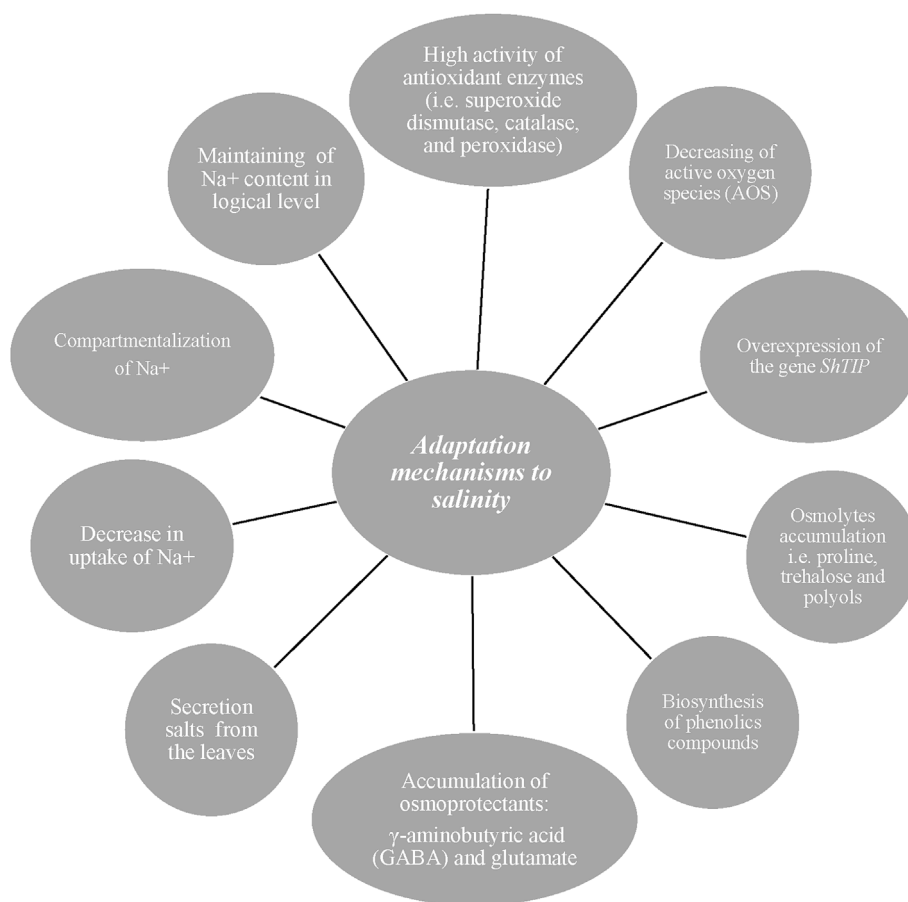 High activity of
antioxidant enzymes
(i.e. superoxide
dismutase, catalase,
and peroxidase)
Decreasing of
active oxygen
species (AOS)
Overexpression of
the gene ShTIP
Osmolytes
accumulation
i.e. proline,
trehalose and
polyols
Biosynthesis
of phenolics
compounds
Accumulation of
osmoprotectants:
γ-aminobutyric acid
(GABA) and glutamate
Secretion
salts from
the leaves
Decrease in
uptake of Na+
Compartmentalization
of Na+
Maintaining of
Na+ content in
logical level
Adaptation
mechanisms to
salinity